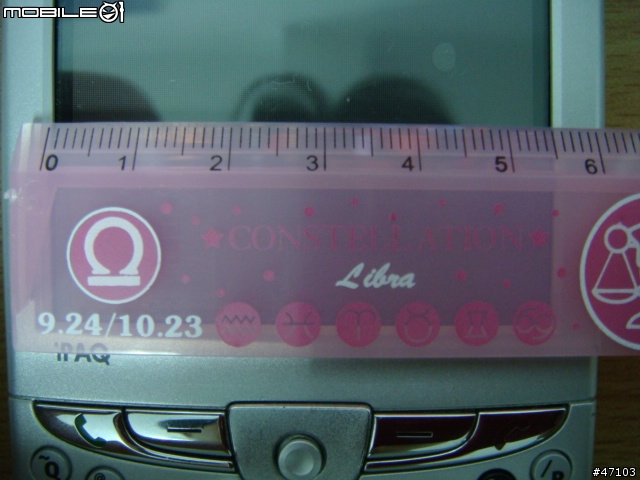 MOBILE01
0 1 2 3 4 5 6
CONSTELLATION
Libra
9.24/10.23
iPAQ
Q
#47103